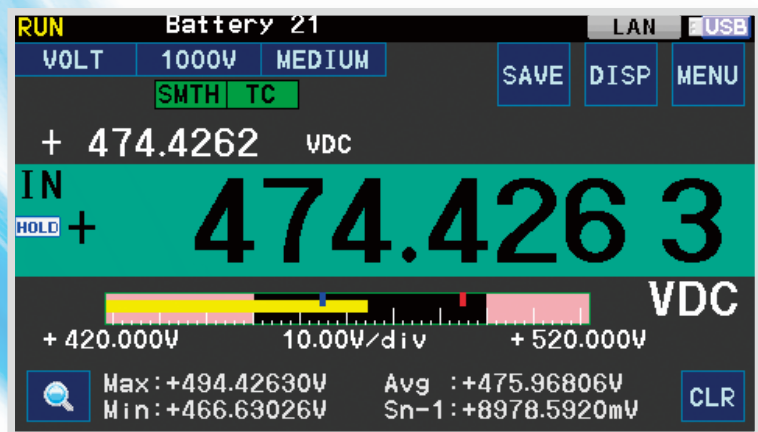 RUN Battery 21 LAN USB
VOLT 1000V MEDIUM SAVE DISP MENU
SMTH TC
+ 474.4262 VDC
IN
HOLD + 474.426 3
VDC
+ 420.000V 10.00V/div + 520.000V
Max:+494.42630V Avg :+475.96806V
Min:+466.63026V Sn-1:+8978.5920mV
CLR